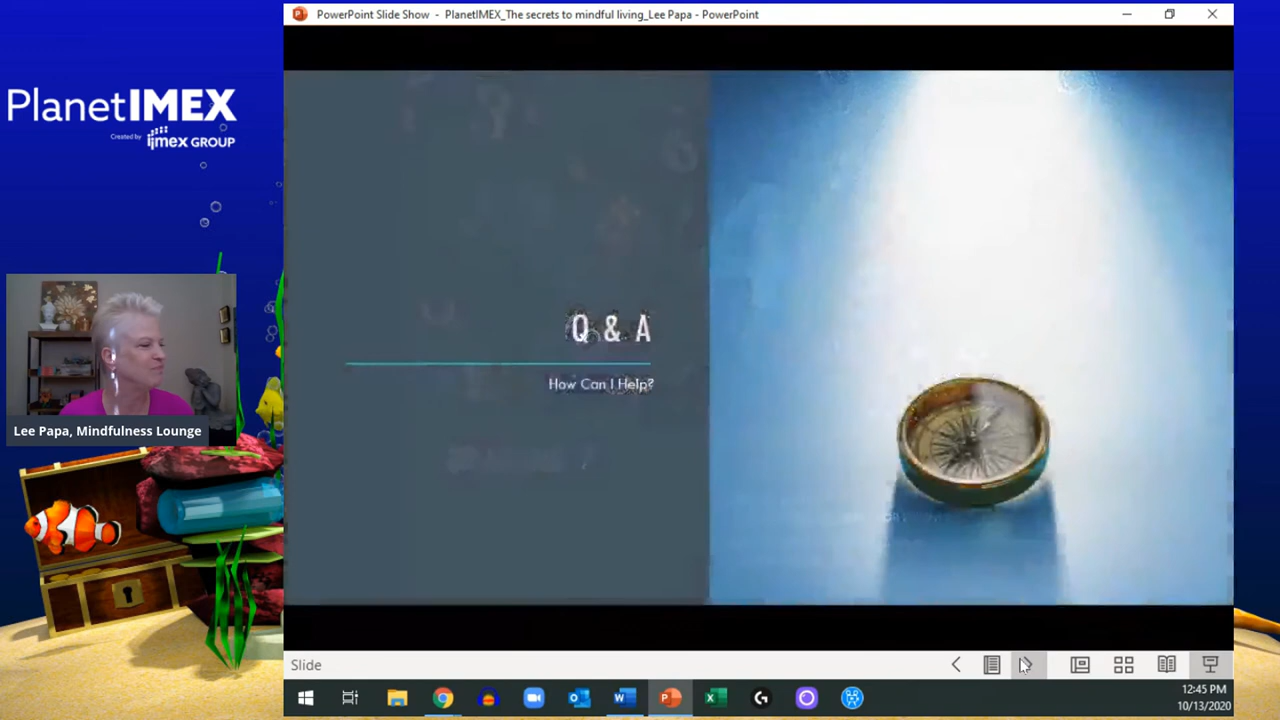 PowerPoint Slide Show - PlanetIMEX_The secrets to mindful living_Lee Papa - PowerPoint
PlanetIMEX
Created by imex GROUP
Q & A
How Can I Help?
Lee Papa, Mindfulness Lounge
Slide
12:45 PM
10/13/2020